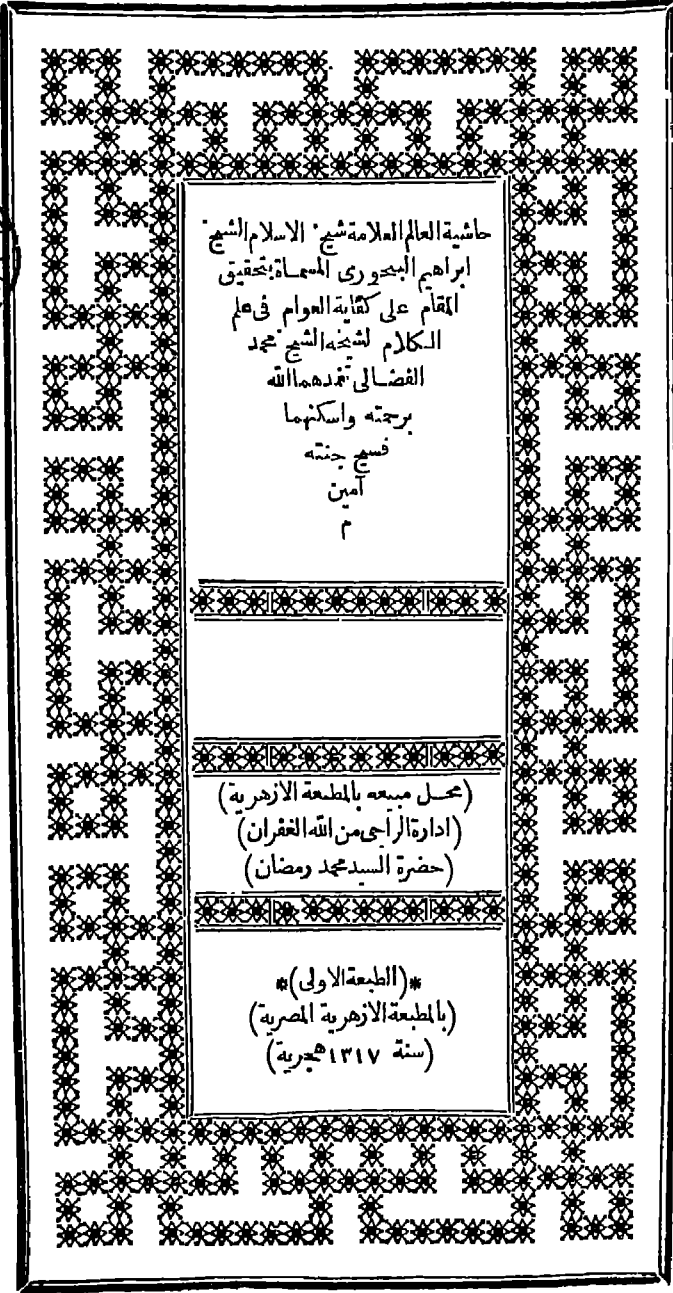 حاشية العالم العلامة شيخ الاسلام الشيخ
ابراهيم البيجورى المسماة بتحقيق
المقام على كفاية العوام فى علم
الكلام لشيخه الشيخ محمد
الفضالى تغمدهما الله
برحمته واسكنهما
فسيح جنته
آمين
م
(محل مبيعه بالمطبعة الازهرية)
(ادارة الراجى من الله الغفران)
(حضرة السيد محمد رمضان)
*(الطبعة الاولى)*
(بالمطبعة الازهرية المصرية)
(سنة ١٣١٧ هجرية)